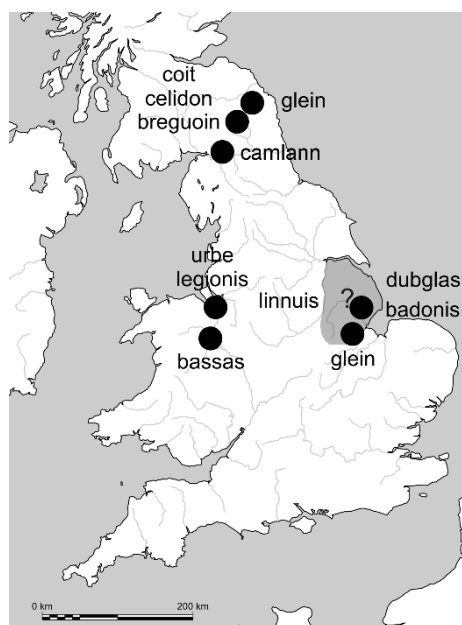 coit
celidon
breguoin
glein
camlann
urbe
legionis
bassas
linnuis
?
dubglas
badonis
glein
0 km
200 km